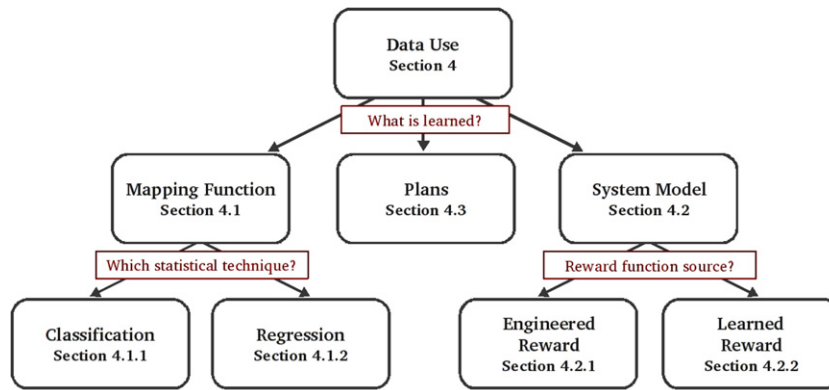 Data Use
Section 4
What is learned?
Mapping Function
Section 4.1
Plans
Section 4.3
System Model
Section 4.2
Which statistical technique?
Reward function source?
Classification
Section 4.1.1
Regression
Section 4.1.2
Engineered
Reward
Section 4.2.1
Learned
Reward
Section 4.2.2